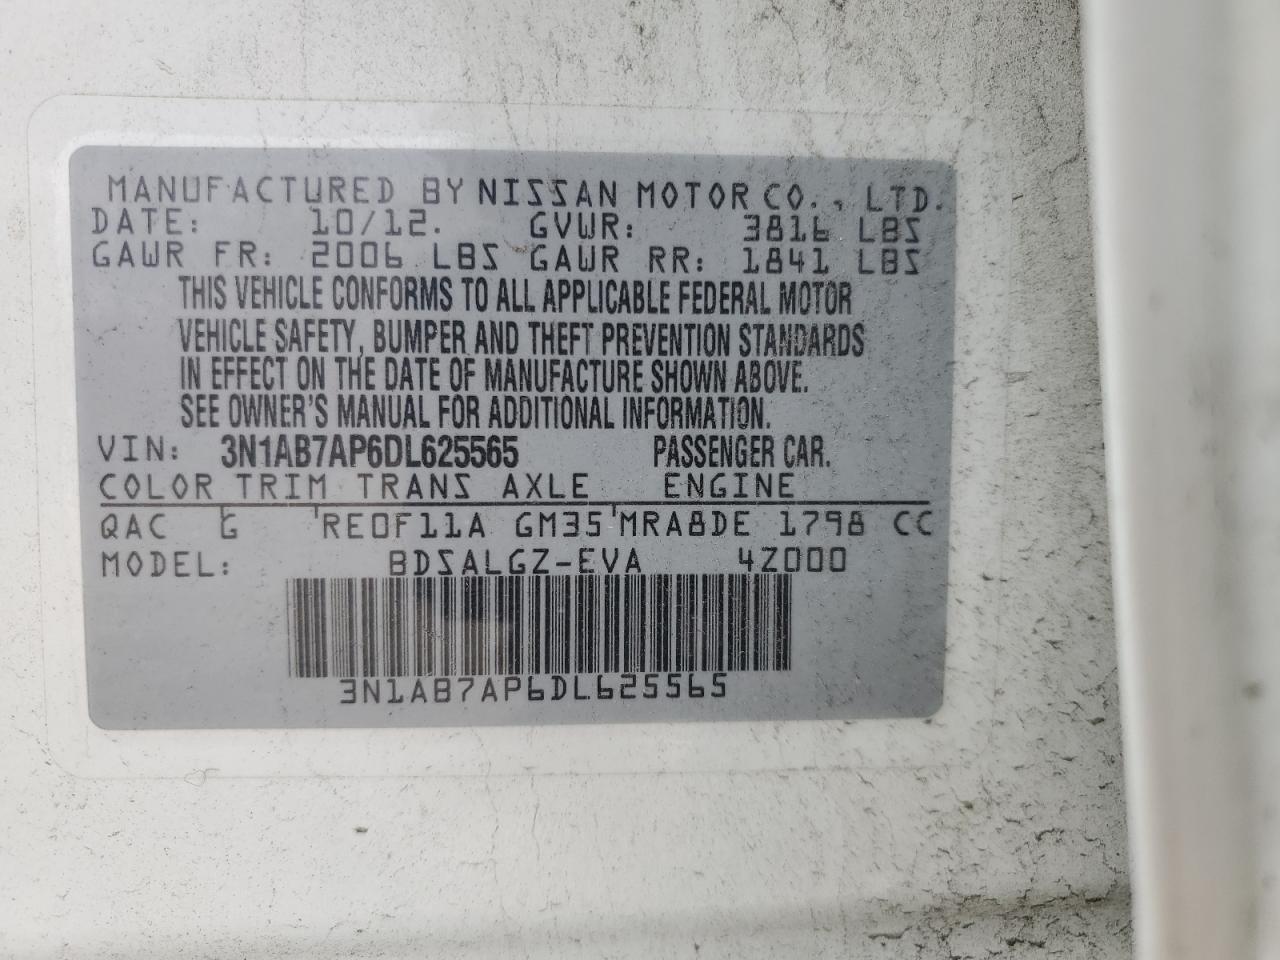 MANUFACTURED BY NISSAN MOTOR CO., LTD.
DATE: 10/12. GVWR: 3816 LBS
GAWR FR: 2006 LBS GAWR RR: 1841 LBS
THIS VEHICLE CONFORMS TO ALL APPLICABLE FEDERAL MOTOR
VEHICLE SAFETY, BUMPER AND THEFT PREVENTION STANDARDS
IN EFFECT ON THE DATE OF MANUFACTURE SHOWN ABOVE.
SEE OWNER'S MANUAL FOR ADDITIONAL INFORMATION.
VIN: 3N1AB7AP6DL625565 PASSENGER CAR.
COLOR TRIM TRANS AXLE ENGINE
QAC G RE0F11A GM35 MRA8DE 1798 CC
MODEL: BDSALGZ-EVA 4Z000
3N1AB7AP6DL625565